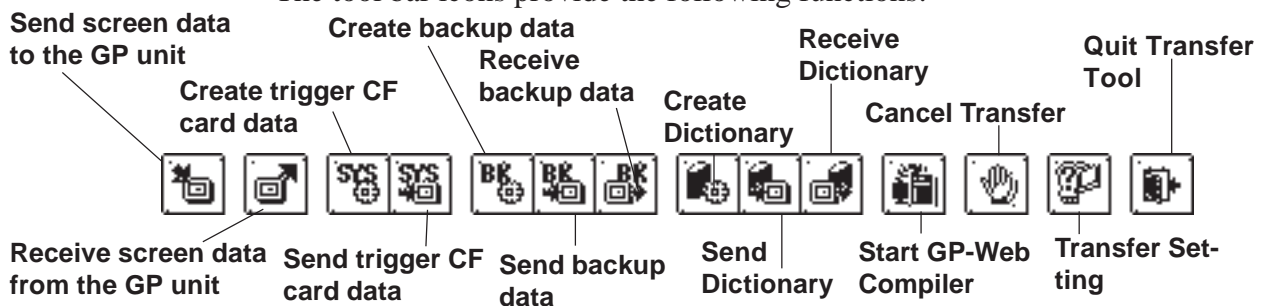 The tool bar icons provide the following functions.
Send screen data
to the GP unit
Create backup data
Receive
backup data
Receive
Dictionary
Quit Transfer
Tool
Create trigger CF
card data
Create
Dictionary
Cancel Transfer
SYS
SYS
BK
BK
BK
Receive screen data
from the GP unit
Send trigger CF
card data
Send backup
data
Send
Dictionary
Start GP-Web
Compiler
Transfer Set-
ting